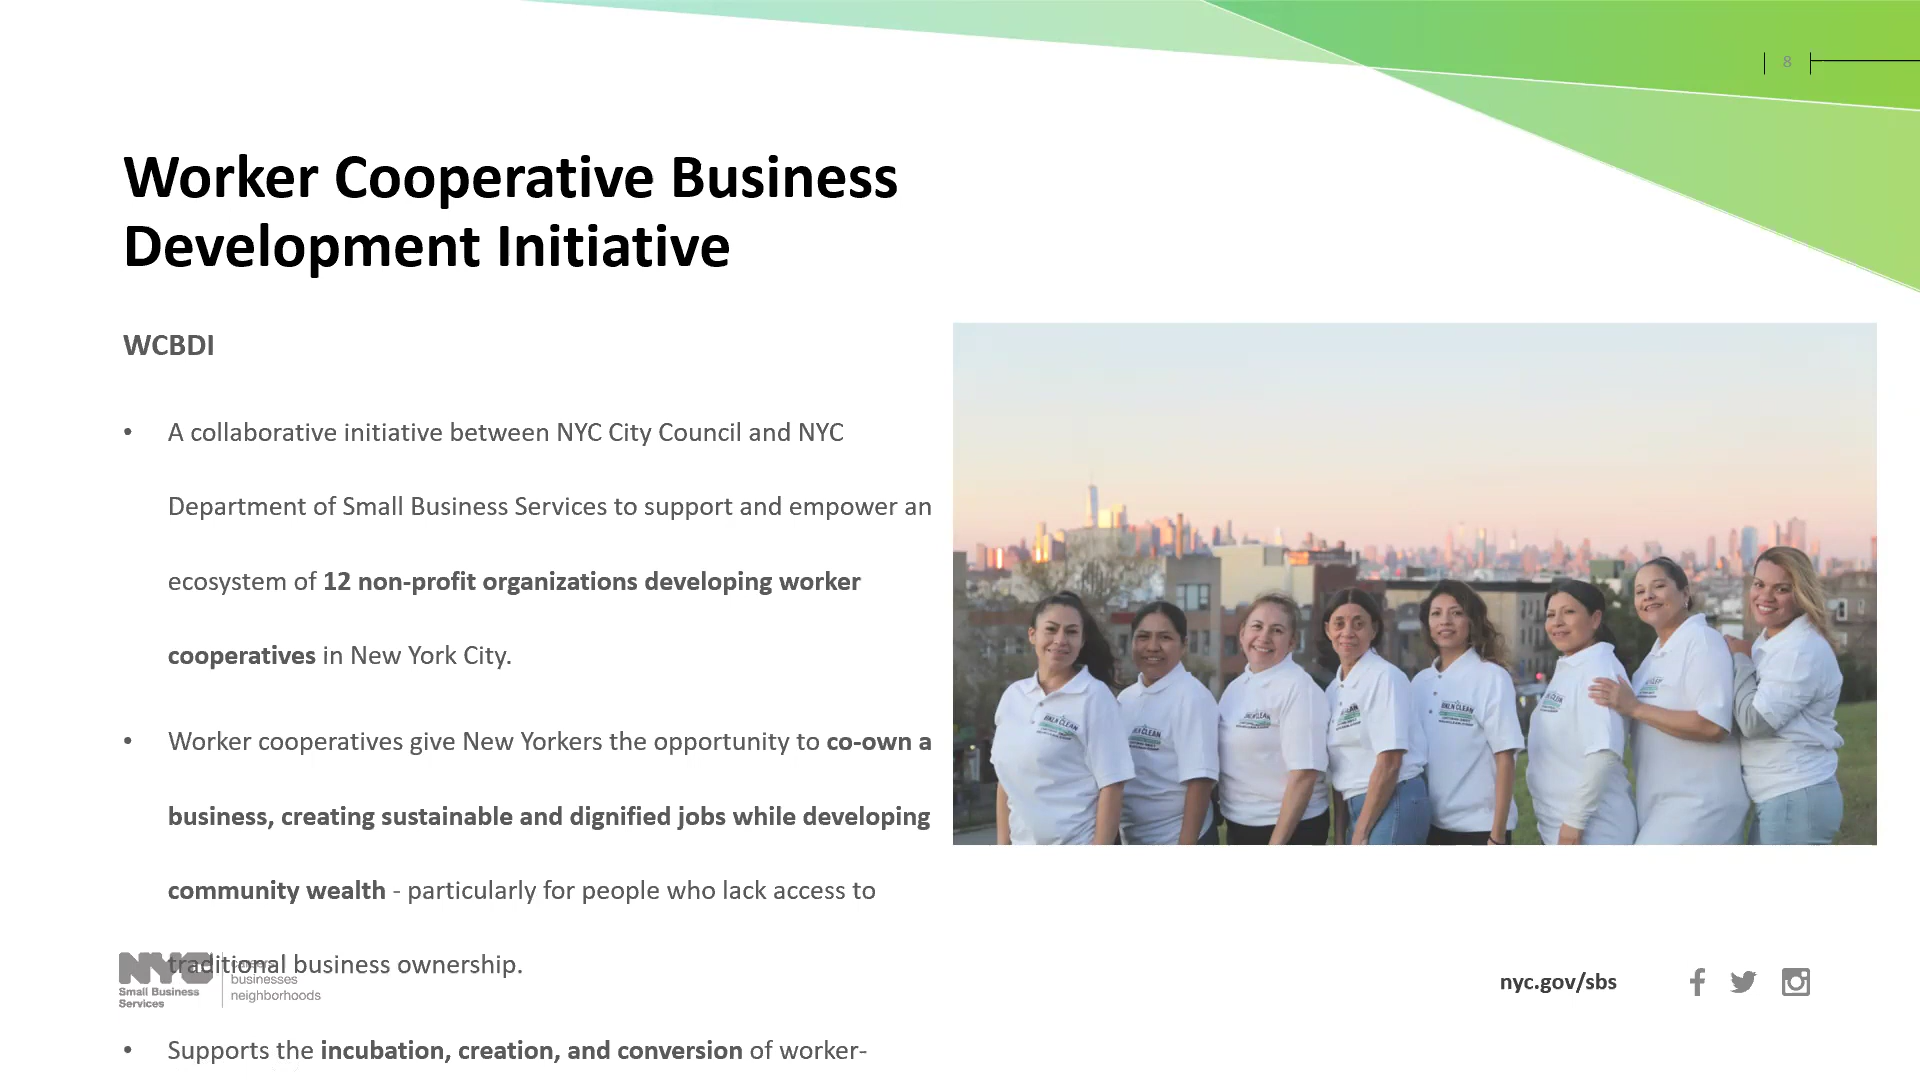 8
Worker Cooperative Business
Development Initiative
WCBDI
• A collaborative initiative between NYC City Council and NYC
Department of Small Business Services to support and empower an
ecosystem of 12 non-profit organizations developing worker
cooperatives in New York City.
• Worker cooperatives give New Yorkers the opportunity to co-own a
business, creating sustainable and dignified jobs while developing
community wealth - particularly for people who lack access to
traditional business ownership.
• Supports the incubation, creation, and conversion of worker-
NYC
Small Business
Services
careers
businesses
neighborhoods
nyc.gov/sbs